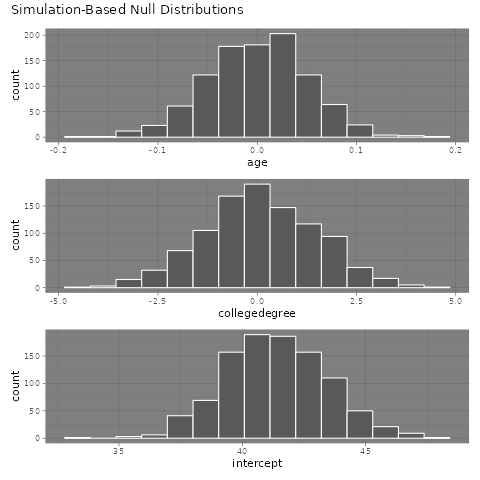 Simulation-Based Null Distributions
200
150
100
50
0
count
-0.2 -0.1 0.0 0.1 0.2
age
150
100
50
0
count
-5.0 -2.5 0.0 2.5 5.0
collegedegree
150
100
50
0
count
35 40 45
intercept